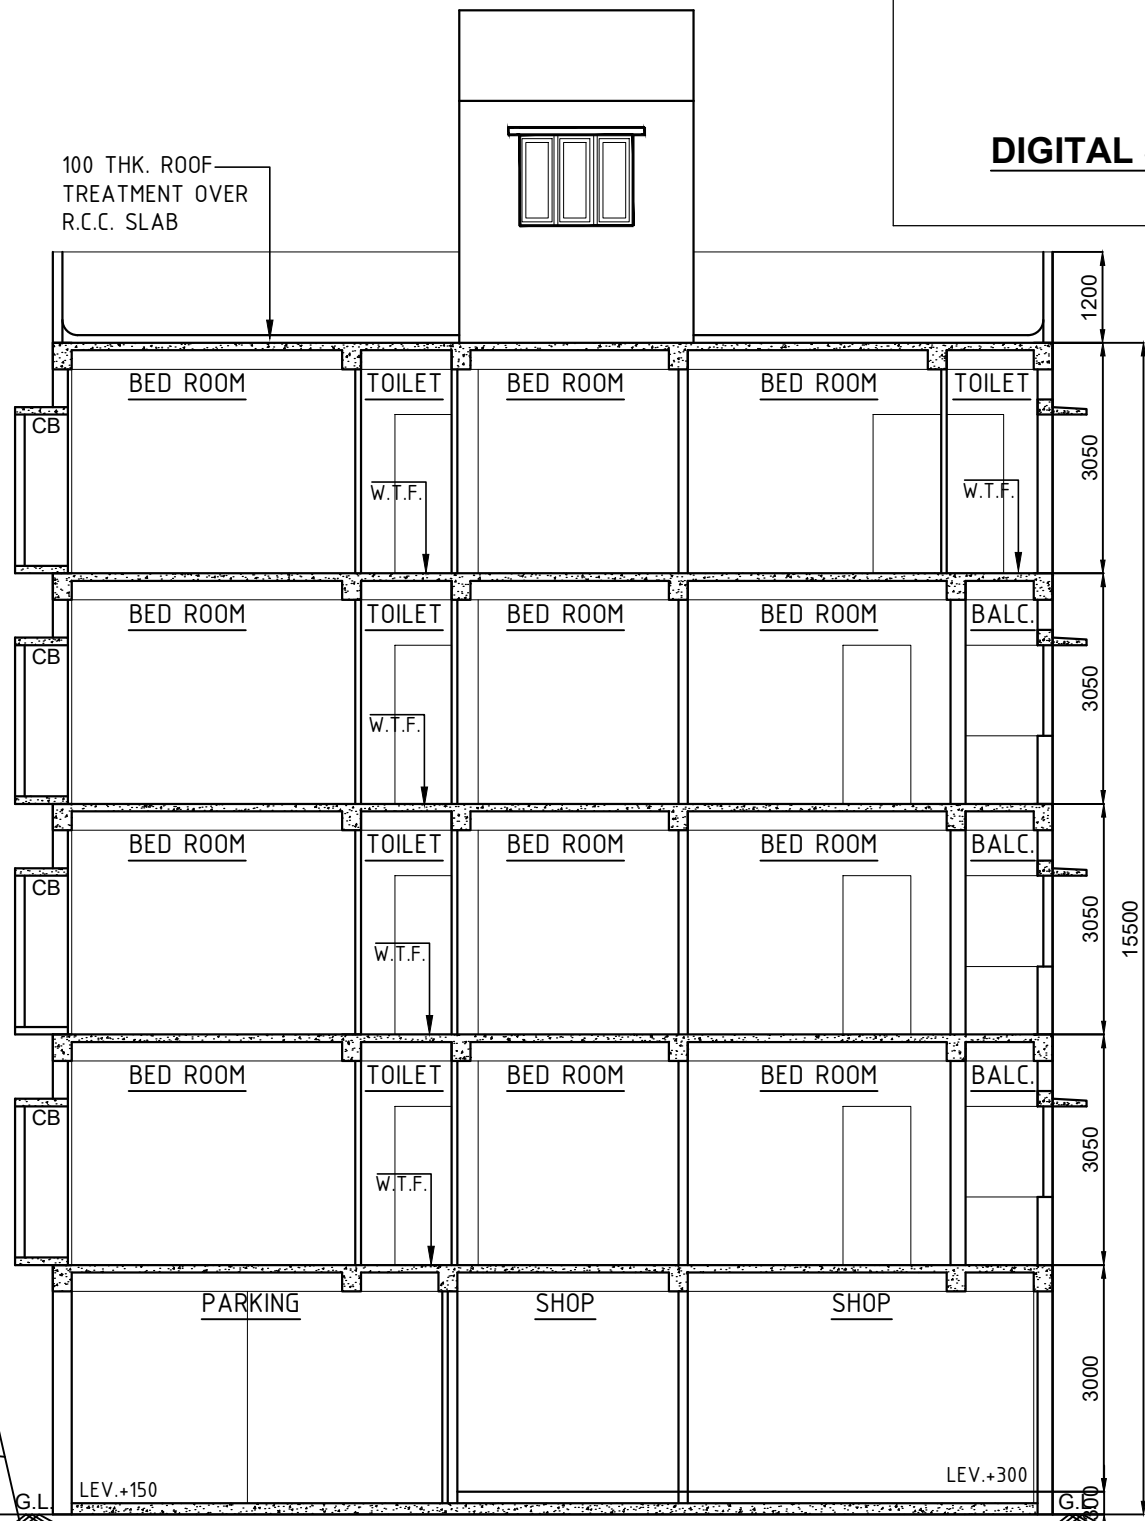 DIGITAL
100 THK. ROOF
TREATMENT OVER
R.C.C. SLAB
1200
BED ROOM TOILET BED ROOM BED ROOM TOILET
CB
3050
W.T.F. W.T.F.
BED ROOM TOILET BED ROOM BED ROOM BALC.
CB
3050
W.T.F.
BED ROOM TOILET BED ROOM BED ROOM BALC.
CB
3050
15500
W.T.F.
BED ROOM TOILET BED ROOM BED ROOM BALC.
CB
3050
W.T.F.
PARKING SHOP SHOP
3000
LEV.+150 LEV.+300
G.L. G.L